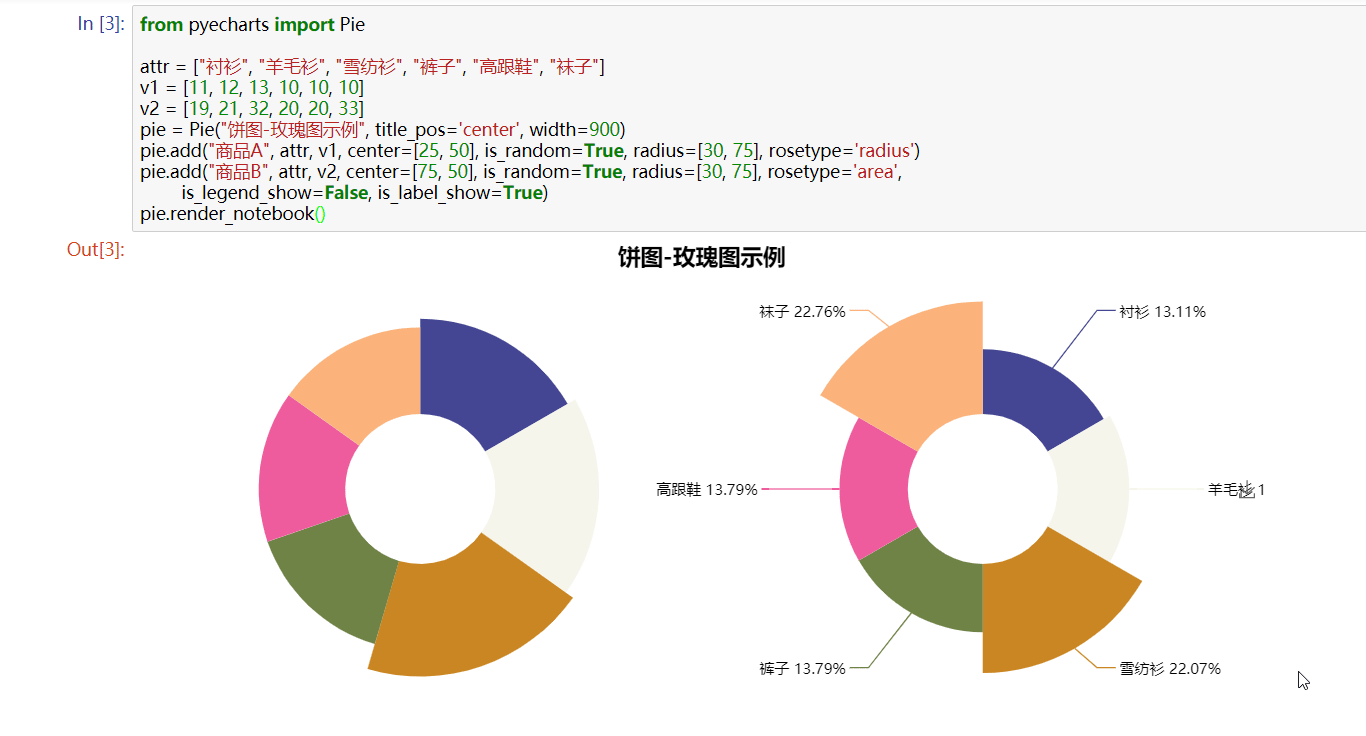 In [3]:
from pyecharts import Pie
attr = ["衬衫", "羊毛衫", "雪纺衫", "裤子", "高跟鞋", "袜子"]
v1 = [11, 12, 13, 10, 10, 10]
v2 = [19, 21, 32, 20, 20, 33]
pie = Pie("饼图-玫瑰图示例", title_pos='center', width=900)
pie.add("商品A", attr, v1, center=[25, 50], is_random=True, radius=[30, 75], rosetype='radius')
pie.add("商品B", attr, v2, center=[75, 50], is_random=True, radius=[30, 75], rosetype='area',
is_legend_show=False, is_label_show=True)
pie.render_notebook()
Out[3]:
饼图-玫瑰图示例
袜子 22.76%
衬衫 13.11%
高跟鞋 13.79%
羊毛衫 1
裤子 13.79%
雪纺衫 22.07%